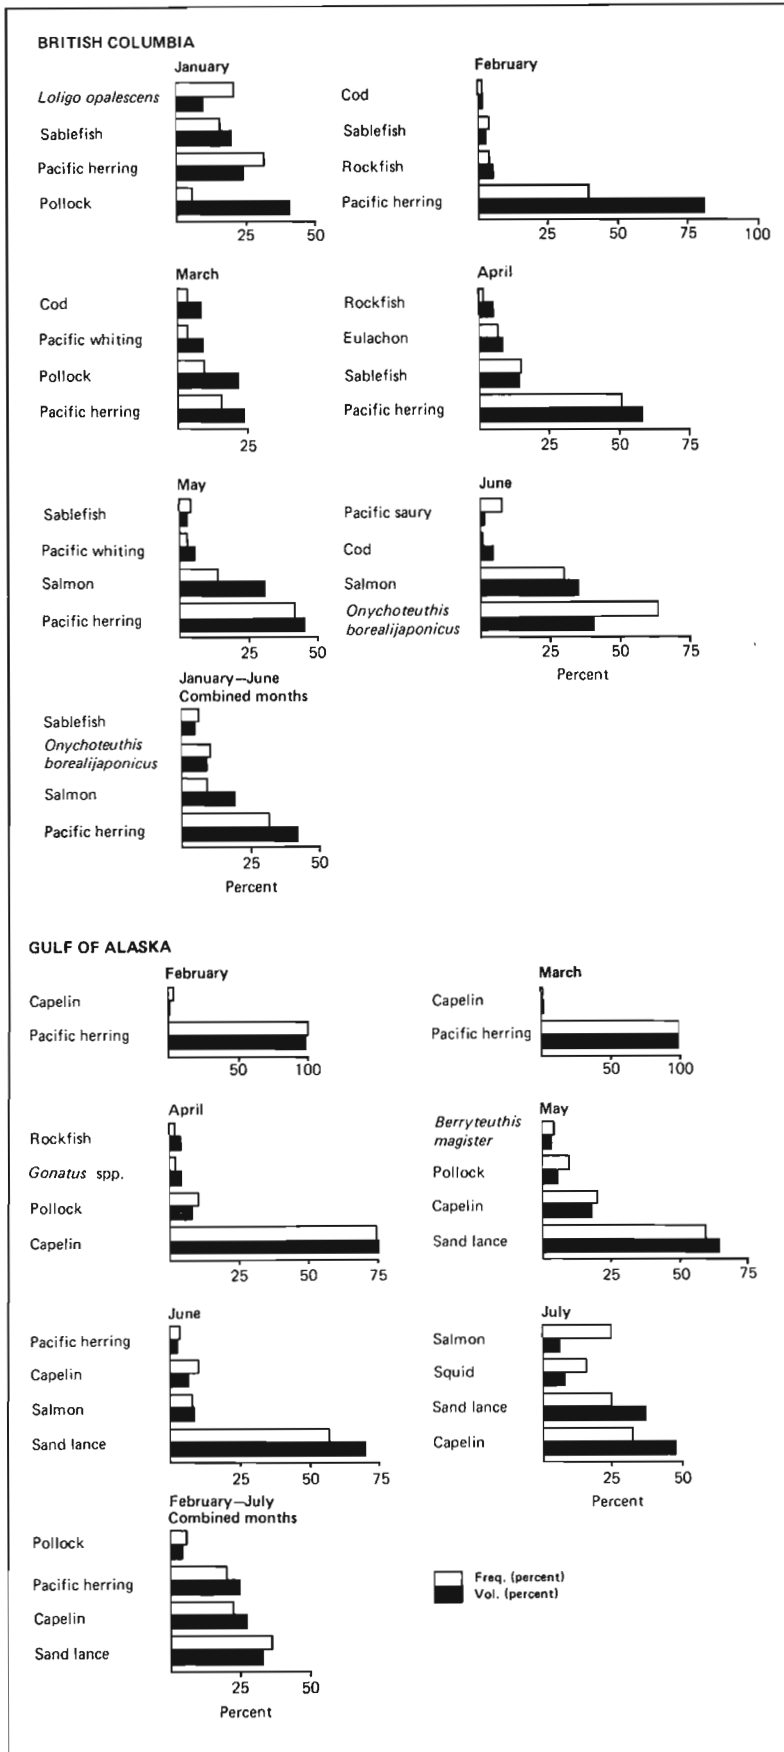 BRITISH COLUMBIA
January
Loligo opalescens
Sablefish
Pacific herring
Pollock
25 50
February
Cod
Sablefish
Rockfish
Pacific herring
25 50 75 100
March
Cod
Pacific whiting
Pollock
Pacific herring
25
April
Rockfish
Eulachon
Sablefish
Pacific herring
25 50 75
May
Sablefish
Pacific whiting
Salmon
Pacific herring
25 50
June
Pacific saury
Cod
Salmon
Onychoteuthis
borealijaponicus
25 50 75
Percent
January—June
Combined months
Sablefish
Onychoteuthis
borealijaponicus
Salmon
Pacific herring
25 50
Percent
GULF OF ALASKA
February
Capelin
Pacific herring
50 100
March
Capelin
Pacific herring
50 100
April
Rockfish
Gonatus spp.
Pollock
Capelin
25 50 75
May
Berryteuthis
magister
Pollock
Capelin
Sand lance
25 50 75
June
Pacific herring
Capelin
Salmon
Sand lance
25 50 75
July
Salmon
Squid
Sand lance
Capelin
25 50
Percent
February—July
Combined months
Pollock
Pacific herring
Capelin
Sand lance
25 50
Percent
Freq. (percent)
Vol. (percent)